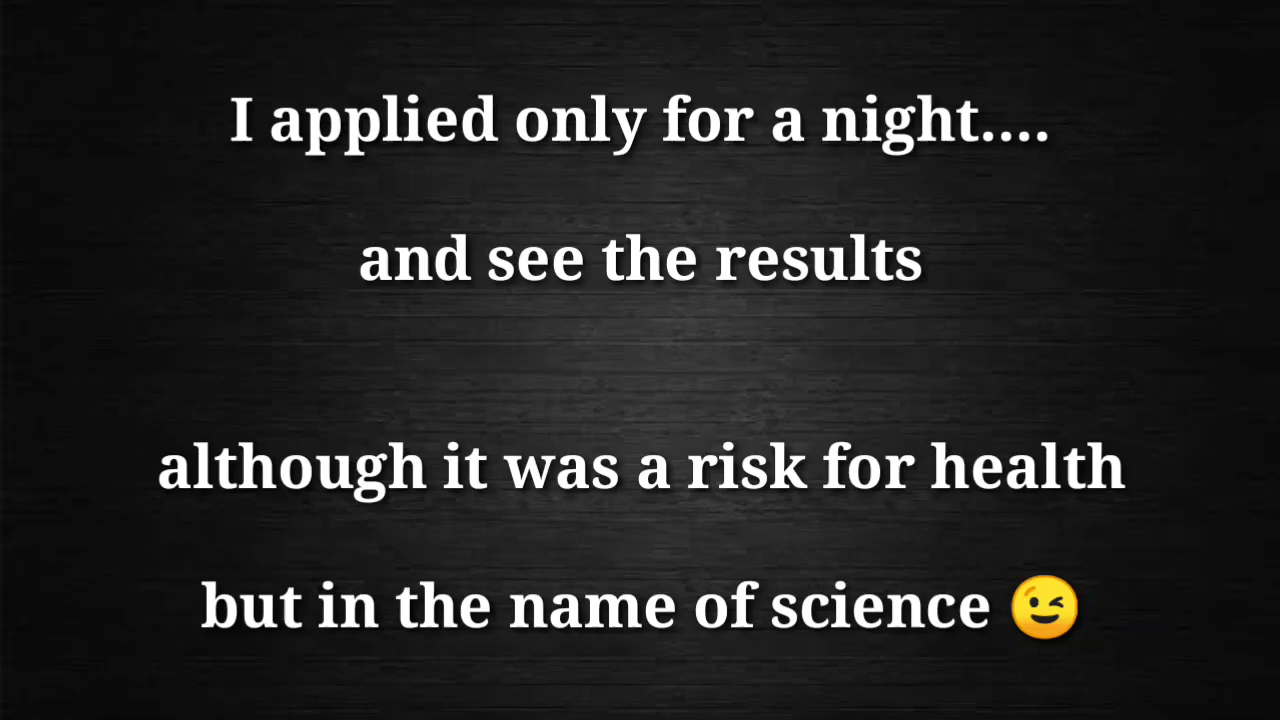 I applied only for a night....
and see the results
although it was a risk for health
but in the name of science 😉